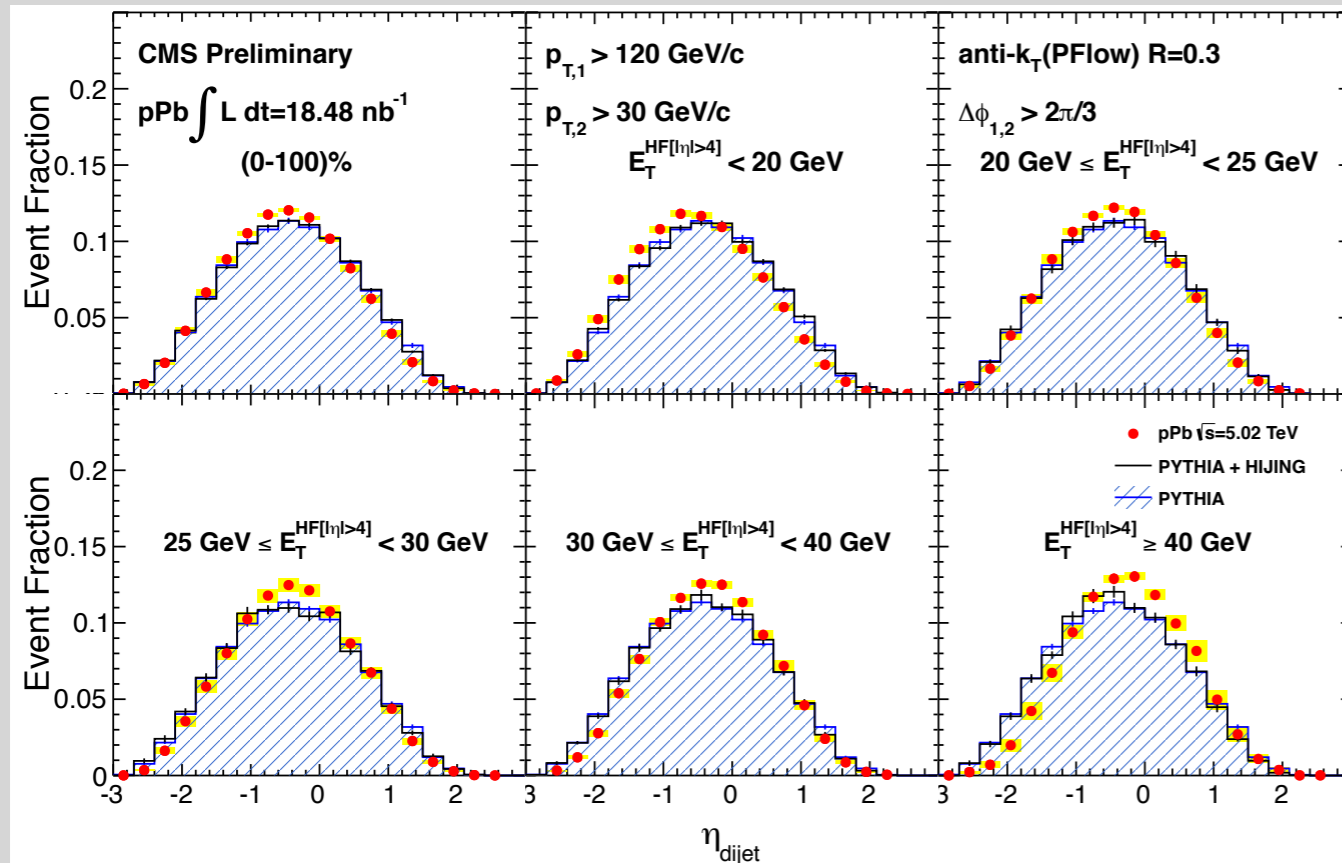 CMS Preliminary
pPb ∫ L dt=18.48 nb⁻¹
(0-100)%
p_T,1 > 120 GeV/c
p_T,2 > 30 GeV/c
E_T^HF[|η|>4] < 20 GeV
anti-k_T(PFlow) R=0.3
Δϕ_1,2 > 2π/3
20 GeV ≤ E_T^HF[|η|>4] < 25 GeV
Event Fraction
0.2
0.15
0.1
0.05
25 GeV ≤ E_T^HF[|η|>4] < 30 GeV
30 GeV ≤ E_T^HF[|η|>4] < 40 GeV
pPb √s=5.02 TeV
PYTHIA + HIJING
PYTHIA
E_T^HF[|η|>4] ≥ 40 GeV
Event Fraction
0.2
0.15
0.1
0.05
0
-3 -2 -1 0 1 2
3 -2 -1 0 1 2
3 -2 -1 0 1 2
η_dijet